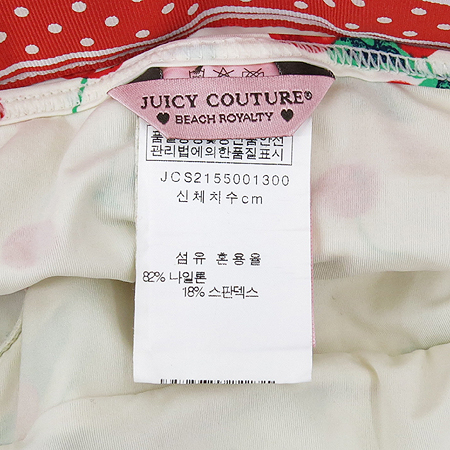 JUICY COUTURE®
BEACH ROYALTY
관리법에의한품질표시
JCS2155001300
신체치수cm
섬유 혼용율
82% 나일론
18% 스판덱스